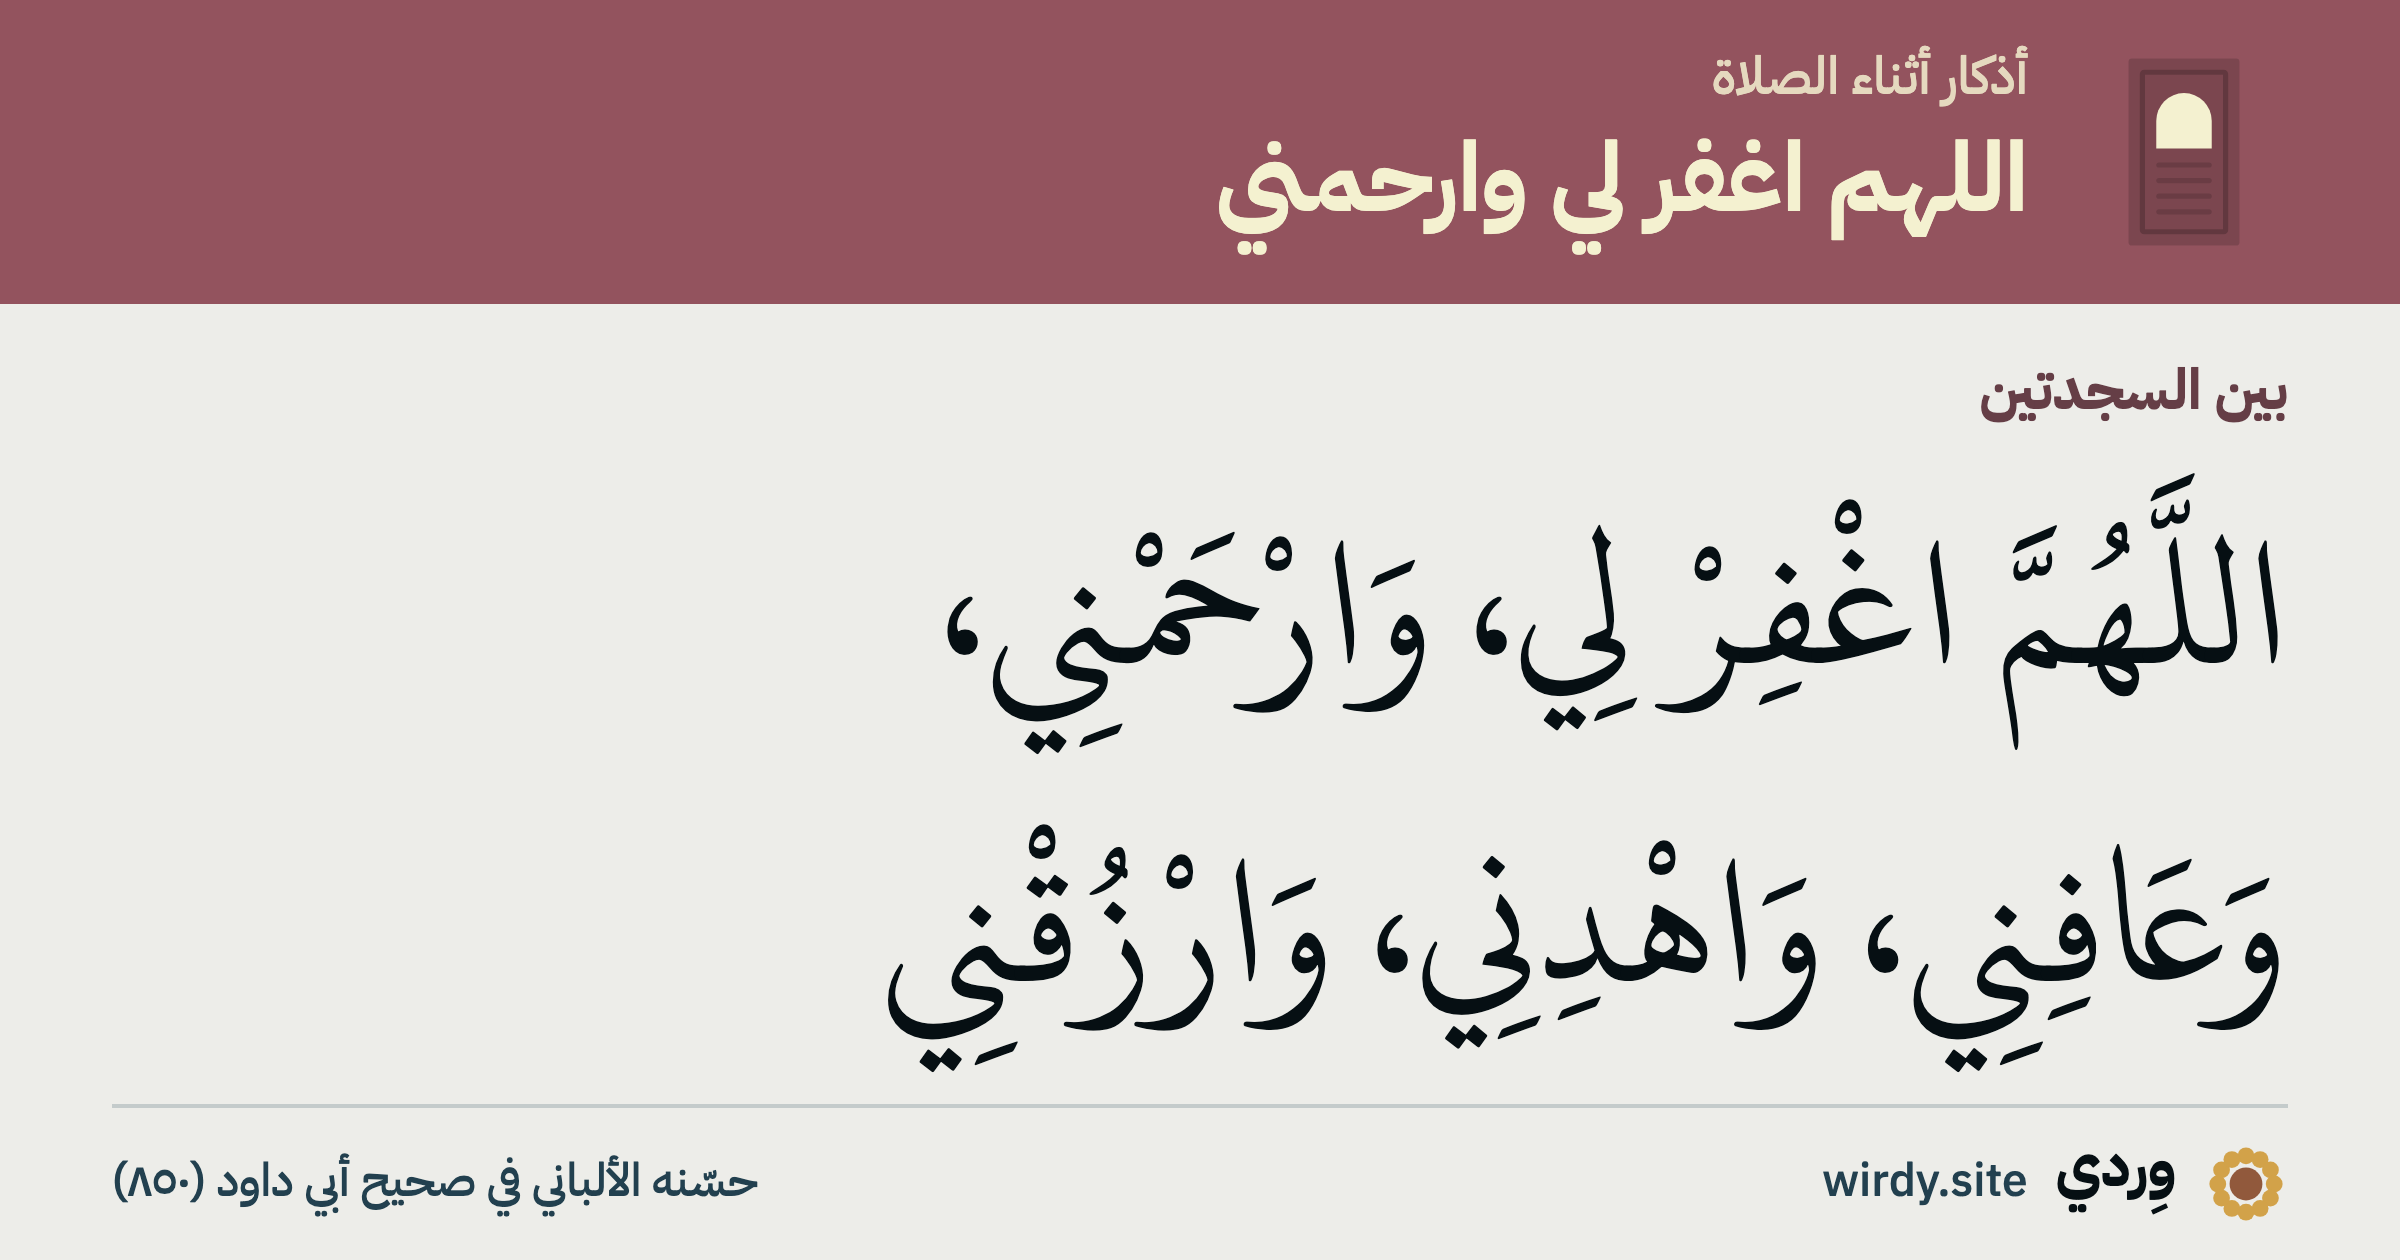 أذكار أثناء الصلاة
اللهم اغفر لي وارحمني
بين السجدتين
اللَّهُمَّ اغْفِرْ لِي، وَارْحَمْنِي،
وَعَافِنِي، وَاهْدِنِي، وَارْزُقْنِي
وِردي wirdy.site
حسّنه الألباني في صحيح أبي داود (٨٥٠)